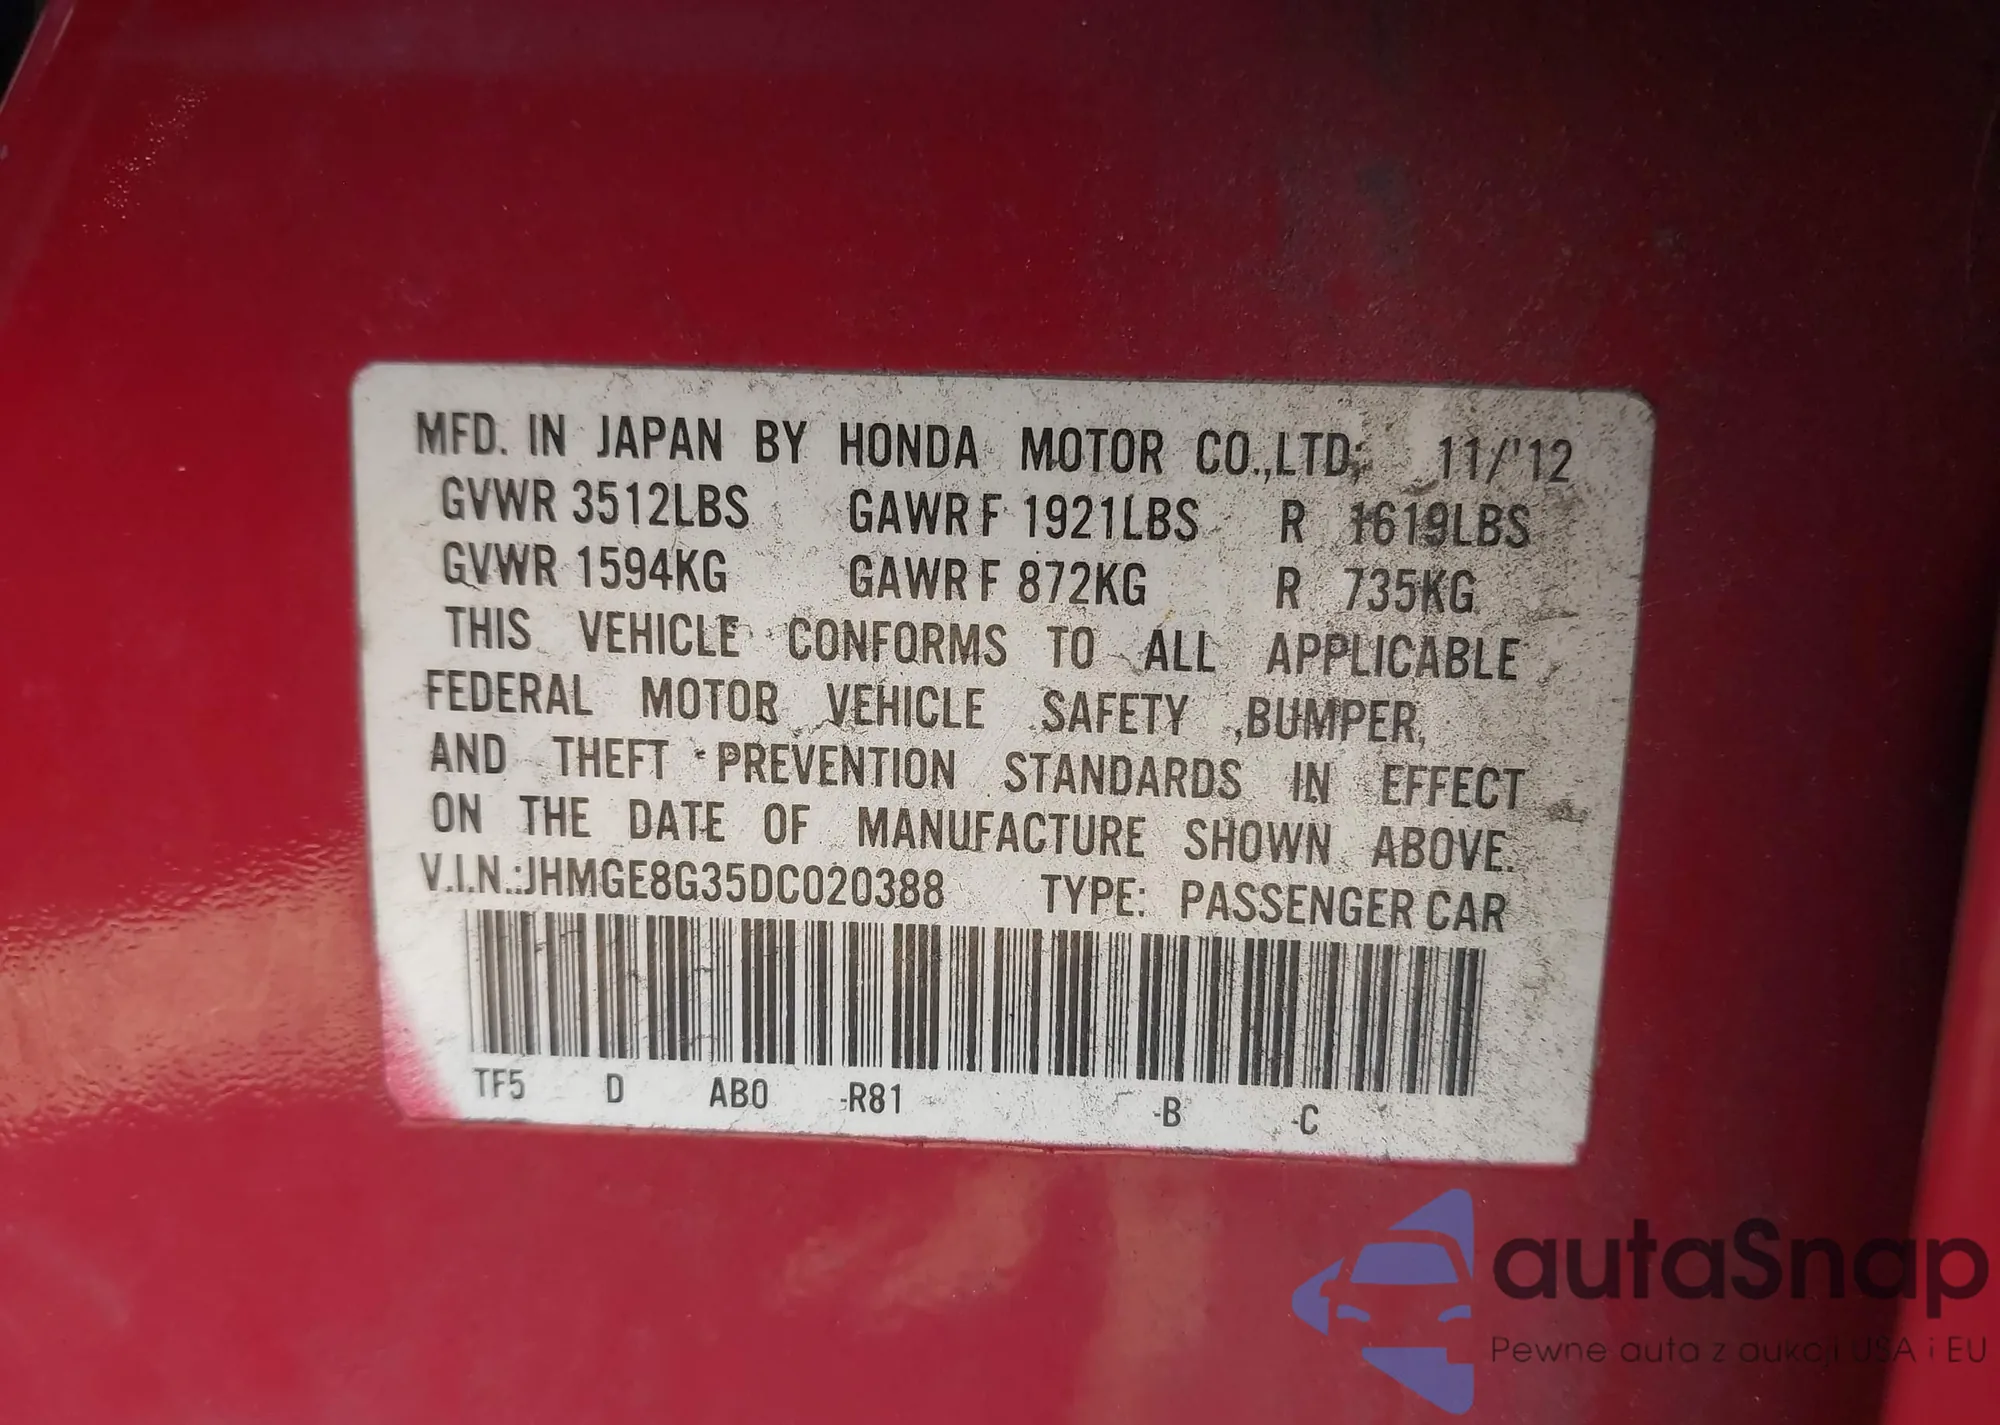 MFD. IN JAPAN BY HONDA MOTOR CO.,LTD; 11/'12
GVWR 3512LBS GAWR F 1921LBS R 1619LBS
GVWR 1594KG GAWR F 872KG R 735KG
THIS VEHICLE CONFORMS TO ALL APPLICABLE
FEDERAL MOTOR VEHICLE SAFETY ,BUMPER,
AND THEFT PREVENTION STANDARDS IN EFFECT
ON THE DATE OF MANUFACTURE SHOWN ABOVE.
V.I.N.:JHMGE8G35DC020388 TYPE: PASSENGER CAR
TF5 D AB0 -R81 -B -C
autaSnap
Pewne auta z aukcji USA i EU